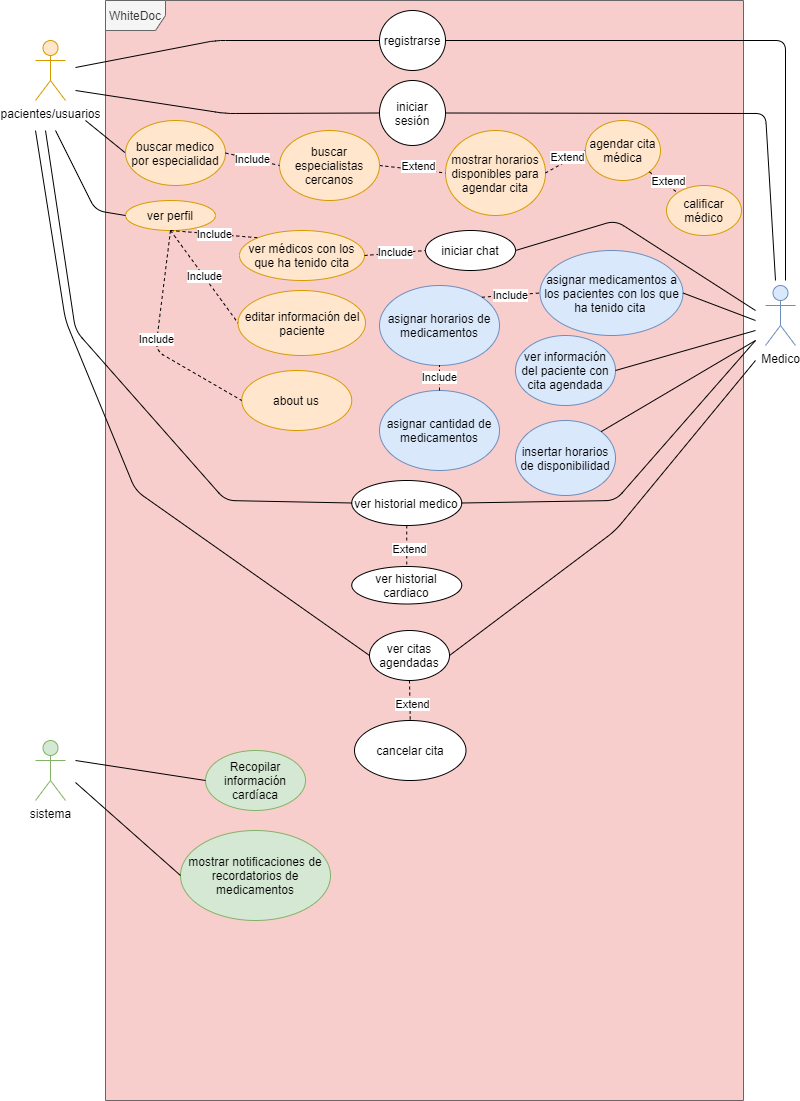 WhiteDoc
registrarse
pacientes/usuarios
iniciar
sesión
buscar medico
por especialidad
Include
buscar
especialistas
cercanos
Extend
mostrar horarios
disponibles para
agendar cita
Extend
agendar cita
médica
Extend
calificar
médico
ver perfil
Include
ver médicos con los
que ha tenido cita
Include
iniciar chat
Include
editar información del
paciente
Include
about us
asignar horarios de
medicamentos
Include
asignar medicamentos a
los pacientes con los que
ha tenido cita
Medico
Include
asignar cantidad de
medicamentos
ver información
del paciente con
cita agendada
insertar horarios
de disponibilidad
ver historial medico
Extend
ver historial
cardiaco
ver citas
agendadas
Extend
cancelar cita
sistema
Recopilar
información
cardíaca
mostrar notificaciones de
recordatorios de
medicamentos